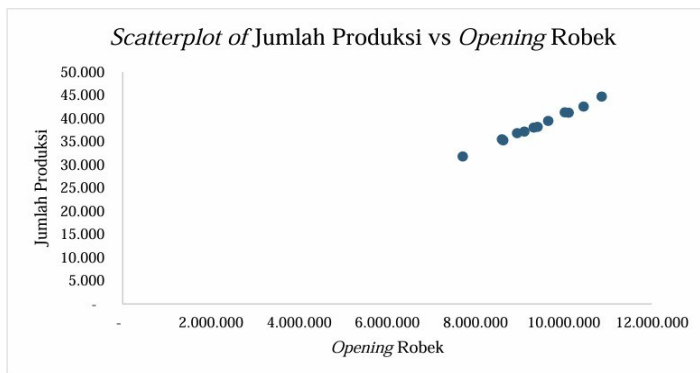 Scatterplot of Jumlah Produksi vs Opening Robek
50.000
45.000
40.000
35.000
30.000
25.000
20.000
15.000
10.000
5.000
-
Jumlah Produksi
- 2.000.000 4.000.000 6.000.000 8.000.000 10.000.000 12.000.000
Opening Robek